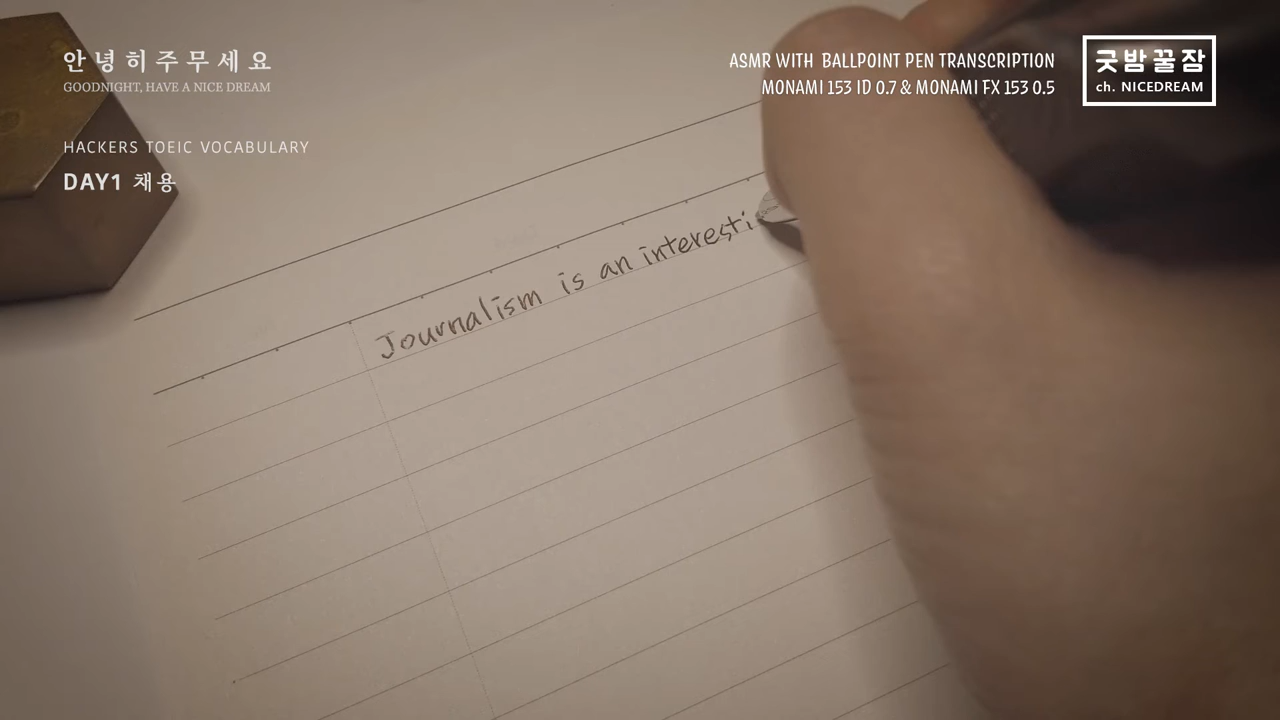 안녕히주무세요
GOODNIGHT, HAVE A NICE DREAM
HACKERS TOEIC VOCABULARY
DAY1 채용
ASMR WITH BALLPOINT PEN TRANSCRIPTION
MONAMI 153 ID 0.7 & MONAMI FX 153 0.5
굿밤꿀잠
ch. NICEDREAM
Journalism is an interesti